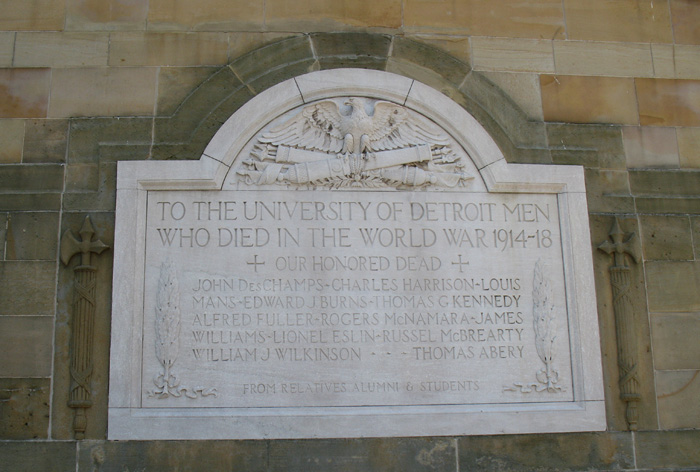 TO THE UNIVERSITY OF DETROIT MEN
WHO DIED IN THE WORLD WAR 1914-18
+ OUR HONORED DEAD +
JOHN DESCHAMPS-CHARLES HARRISON-LOUIS
MANS-EDWARD J BURNS-THOMAS G KENNEDY
ALFRED FULLER-ROGERS MCNAMARA-JAMES
WILLIAMS-LIONEL ESLIN-RUSSEL MCBREARTY
WILLIAM J WILKINSON - - - THOMAS ABERY
FROM RELATIVES ALUMNI & STUDENTS